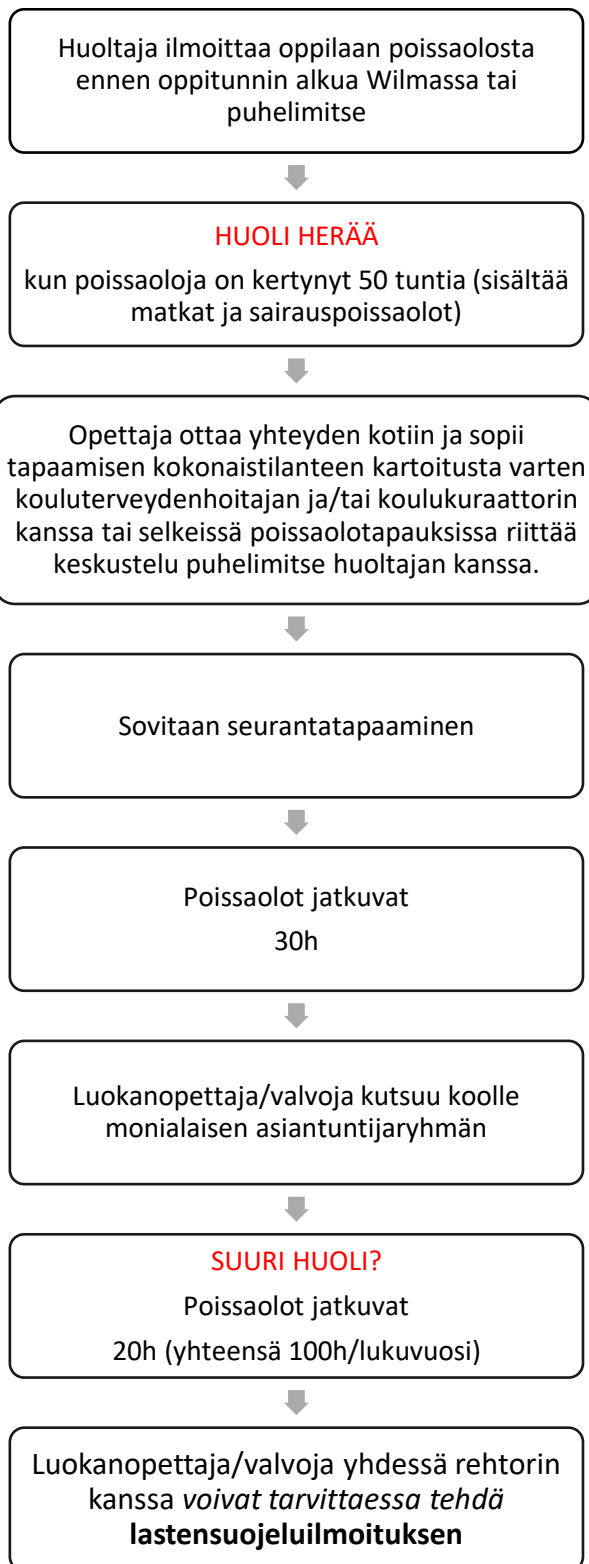 Huoltaja ilmoittaa oppilaan poissaolosta
ennen oppitunnin alkua Wilmassa tai
puhelimitse
HUOLI HERÄÄ
kun poissaoloja on kertynyt 50 tuntia (sisältää
matkat ja sairauspoissaolot)
Opettaja ottaa yhteyden kotiin ja sopii
tapaamisen kokonaistilanteen kartoitusta varten
kouluterveydenhoitajan ja/tai koulukuraattorin
kanssa tai selkeissä poissaolotapauksissa riittää
keskustelu puhelimitse huoltajan kanssa.
Sovitaan seurantatapaaminen
Poissaolot jatkuvat
30h
Luokanopettaja/valvoja kutsuu koolle
monialaisen asiantuntijaryhmän
SUURI HUOLI?
Poissaolot jatkuvat
20h (yhteensä 100h/lukuvuosi)
Luokanopettaja/valvoja yhdessä rehtorin
kanssa voivat tarvittaessa tehdä
lastensuojeluilmoituksen